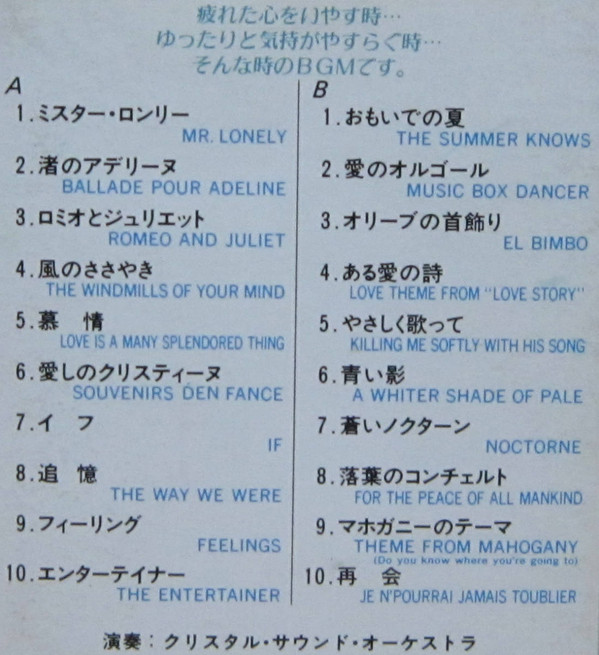 疲れた心をいやす時…
ゆったりと気持がやすらぐ時…
そんな時のBGMです。
A
1.ミスター・ロンリー
MR. LONELY
2.渚のアデリーヌ
BALLADE POUR ADELINE
3.ロミオとジュリエット
ROMEO AND JULIET
4.風のささやき
THE WINDMILLS OF YOUR MIND
5.慕 情
LOVE IS A MANY SPLENDORED THING
6.愛しのクリスティーヌ
SOUVENIRS DEN FANCE
7.イ フ
IF
8.追 憶
THE WAY WE WERE
9.フィーリング
FEELINGS
10.エンターテイナー
THE ENTERTAINER
B
1.おもいでの夏
THE SUMMER KNOWS
2.愛のオルゴール
MUSIC BOX DANCER
3.オリーブの首飾り
EL BIMBO
4.ある愛の詩
LOVE THEME FROM "LOVE STORY"
5.やさしく歌って
KILLING ME SOFTLY WITH HIS SONG
6.青い影
A WHITER SHADE OF PALE
7.蒼いノクターン
NOCTORNE
8.落葉のコンチェルト
FOR THE PEACE OF ALL MANKIND
9.マホガニーのテーマ
THEME FROM MAHOGANY
(Do you know where you're going to)
10.再 会
JE N'POURRAI JAMAIS TOUBLIER
演奏:クリスタル・サウンド・オーケストラ